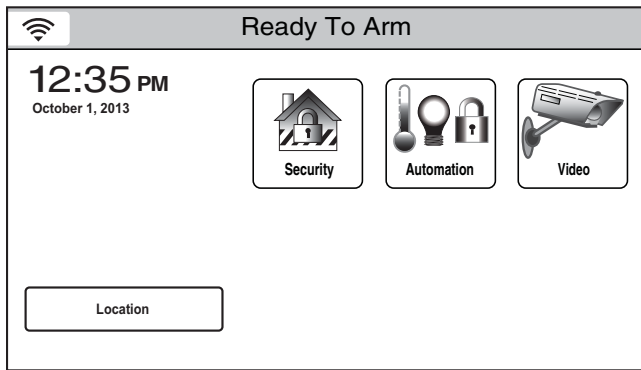 Ready To Arm
12:35 PM
October 1, 2013
Security
Automation
Video
Location